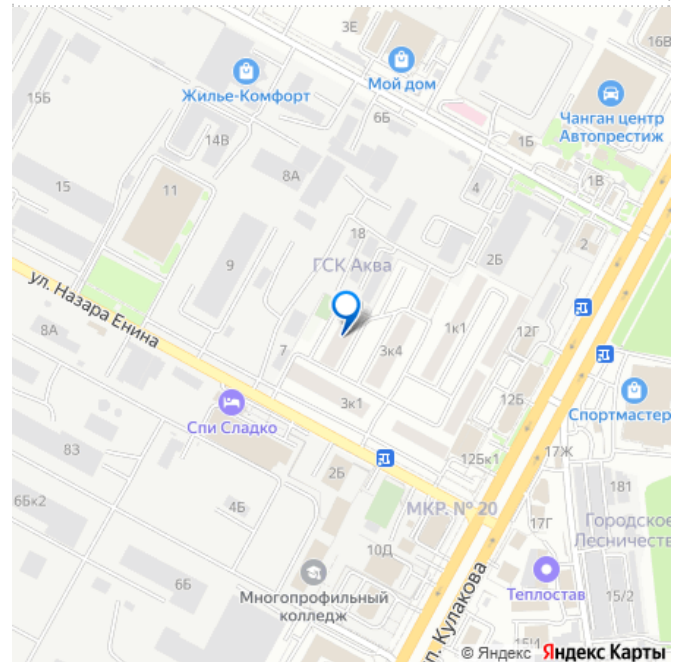 3Е
16В
Мой дом
Жилье-Комфорт
15Б
Чанган центр
Автопрестиж
6Б
14В
1Б
8А
1В
15
11
4
18
2
2Б
9
ГСК Аква
ул. Назара Енина
1к1
12Г
8А
7
3к4
3к1
12Б
Спортмастер
Спи Сладко
83
12Бк1
17Ж
2Б
181
6Бк2
4Б
МКР. № 20
17Г
Городское
Лесничеств
10Д
6Б
Многопрофильный
колледж
Теплостав
15/2
п. Кулакова
© Яндекс Яндекс Карты